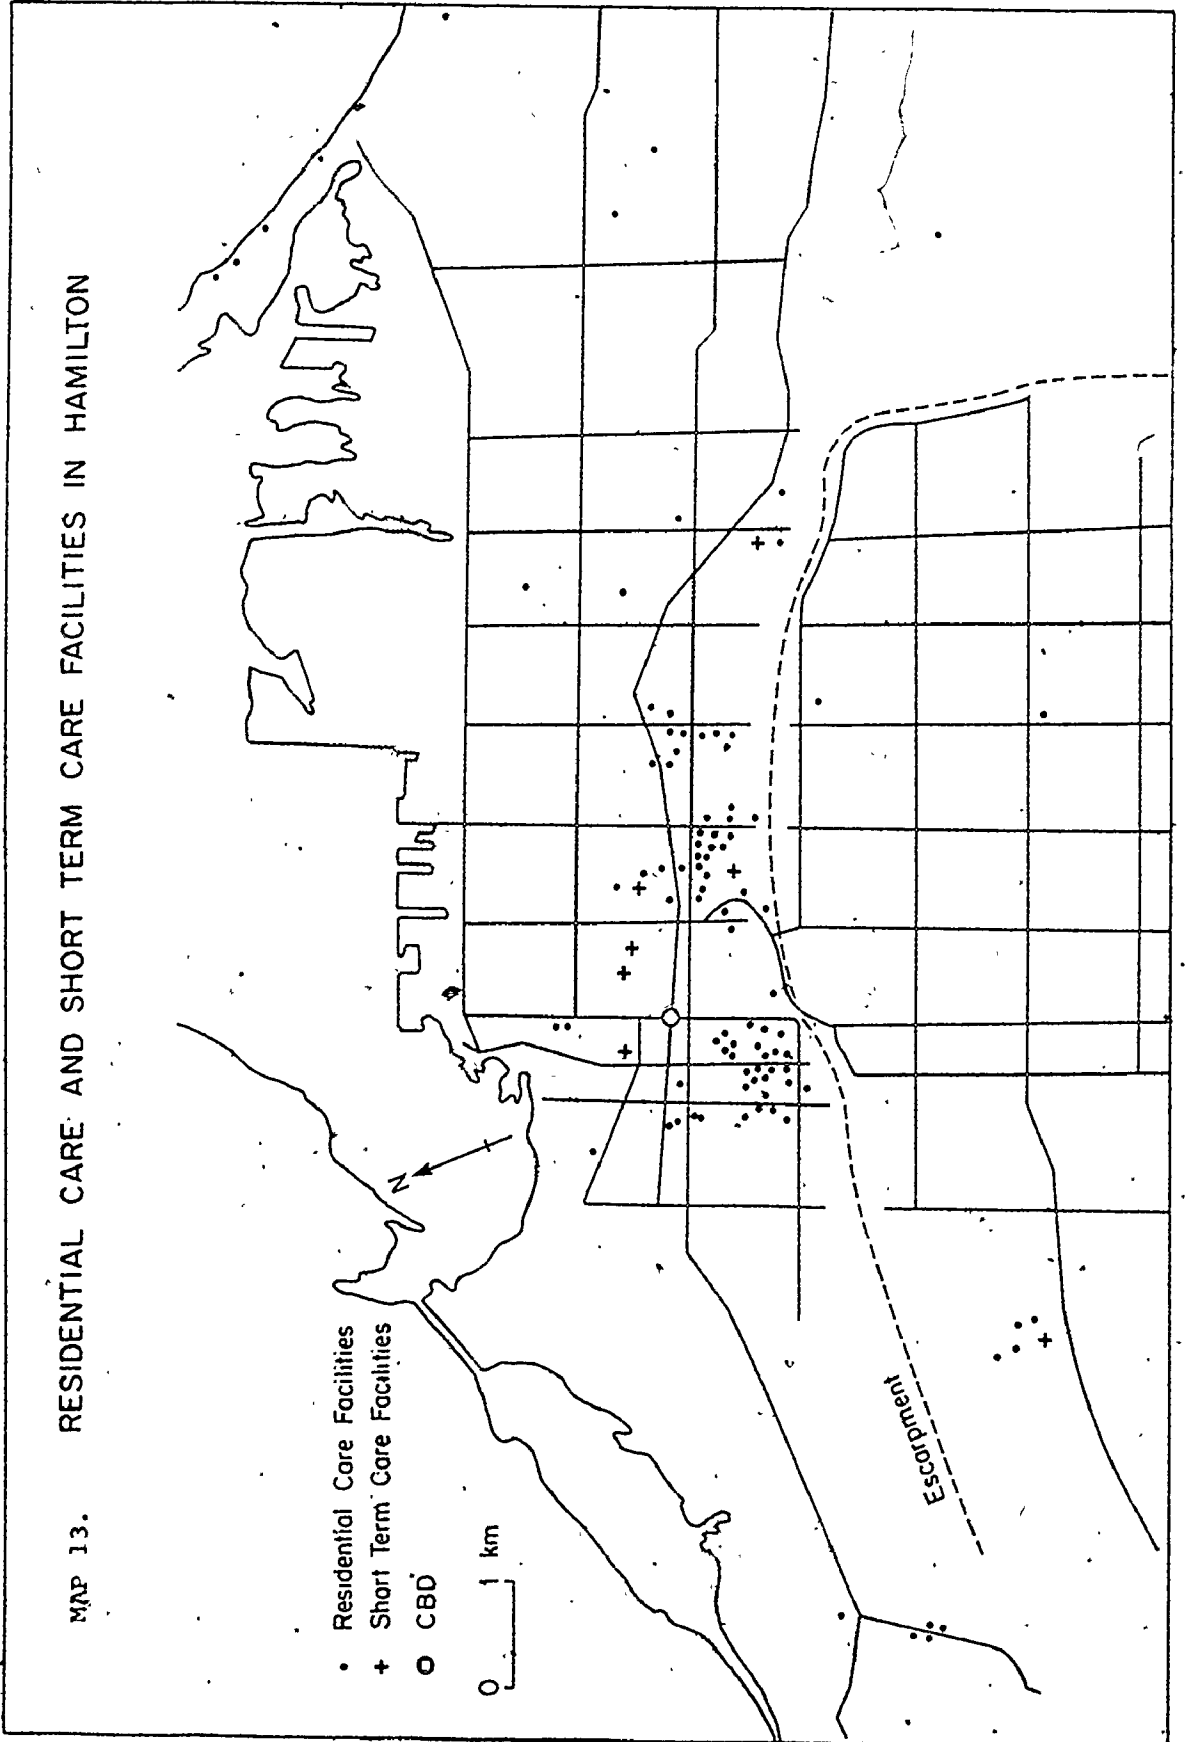 MAP 13. RESIDENTIAL CARE AND SHORT TERM CARE FACILITIES IN HAMILTON
N
• Residential Care Facilities
+ Short Term Care Facilities
O CBD
0 1 km
Escarpment